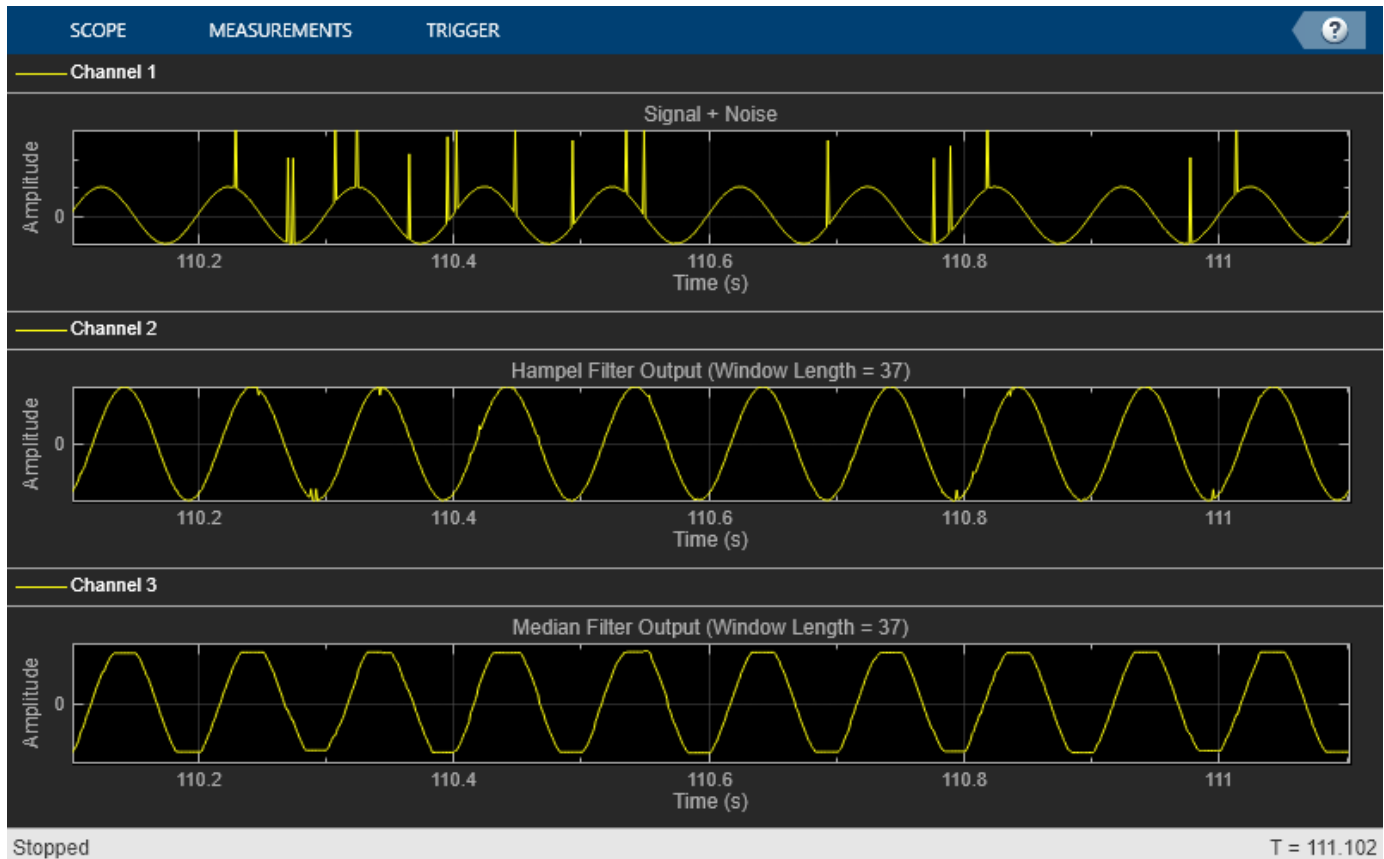 SCOPE MEASUREMENTS TRIGGER ?
Channel 1
Signal + Noise
Amplitude
0
110.2 110.4 110.6 110.8 111
Time (s)
Channel 2
Hampel Filter Output (Window Length = 37)
Amplitude
0
110.2 110.4 110.6 110.8 111
Time (s)
Channel 3
Median Filter Output (Window Length = 37)
Amplitude
0
110.2 110.4 110.6 110.8 111
Time (s)
Stopped T = 111.102